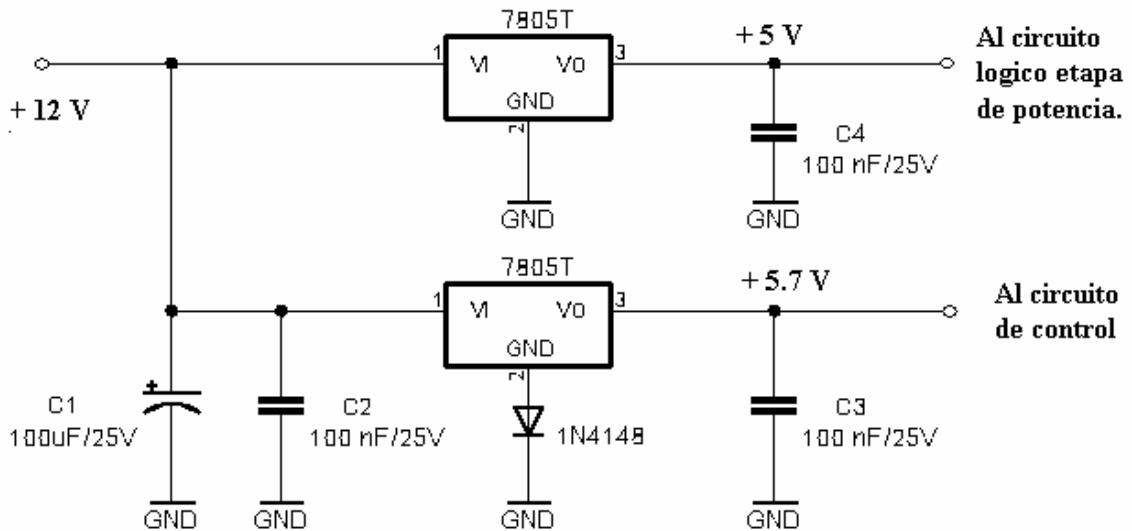 7805T
1 VI VO 3
GND
2
+ 12 V
+ 5 V
Al circuito
logico etapa
de potencia.
C4
100 nF/25V
GND
GND
7805T
1 VI VO 3
GND
2
+ 5.7 V
Al circuito
de control
+
C1
100uF/25V
C2
100 nF/25V
1N4148
C3
100 nF/25V
GND
GND
GND
GND